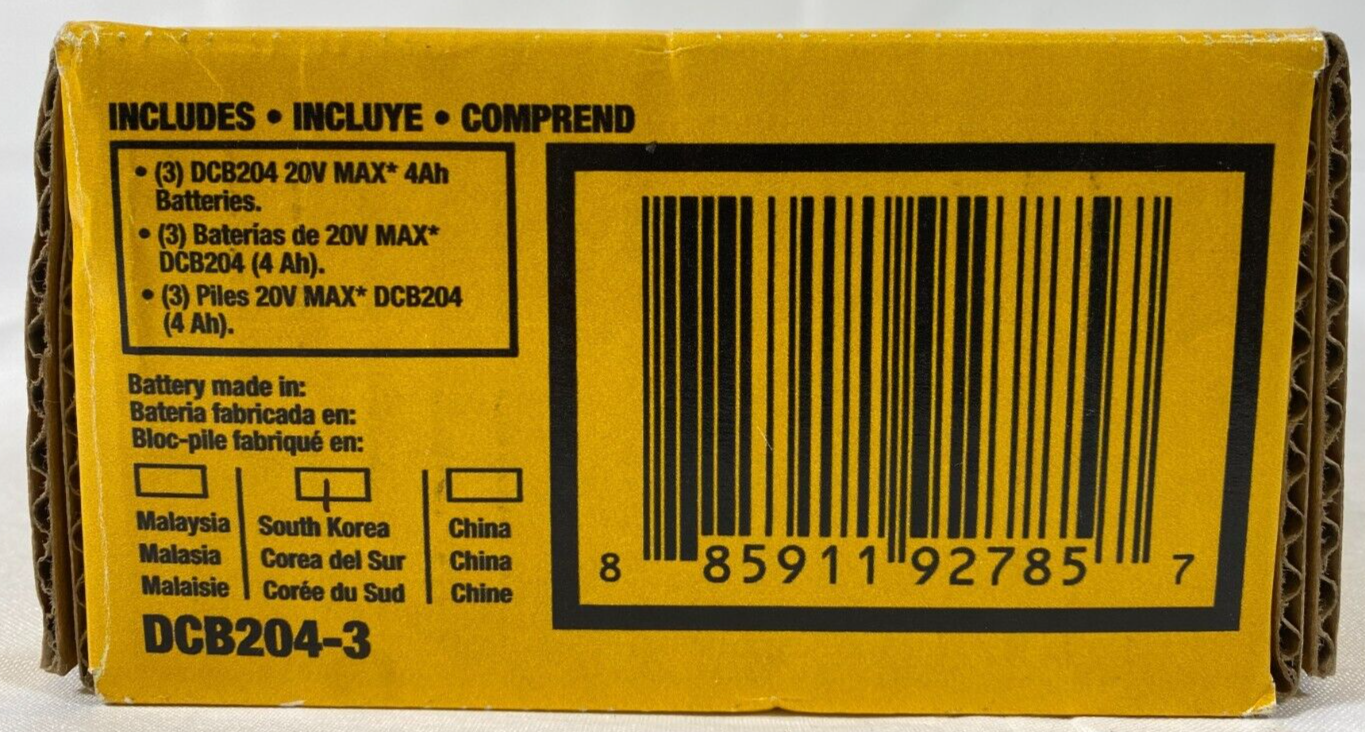 INCLUDES • INCLUYE • COMPREND
• (3) DCB204 20V MAX* 4Ah
Batteries.
• (3) Baterias de 20V MAX*
DCB204 (4 Ah).
• (3) Piles 20V MAX* DCB204
(4 Ah).
Battery made in:
Bateria fabricada en:
Bloc-pile fabriqué en:
Malaysia South Korea China
Malasia Corea del Sur China
Malaisie Corée du Sud Chine
DCB204-3
8 85911 92785 7